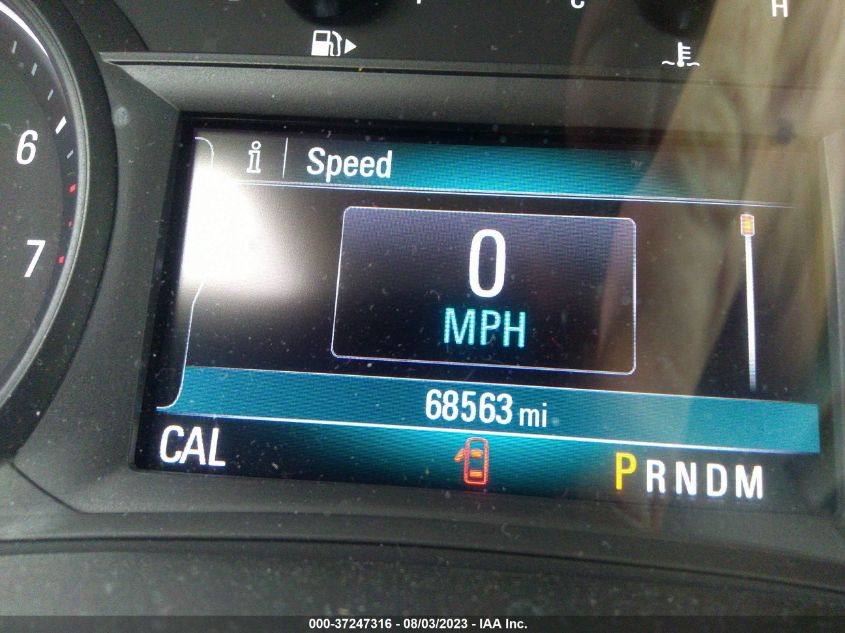 C H
6
7
i Speed
0
MPH
68563 mi
CAL PRNDM
000-37247316 - 08/03/2023 - IAA Inc.